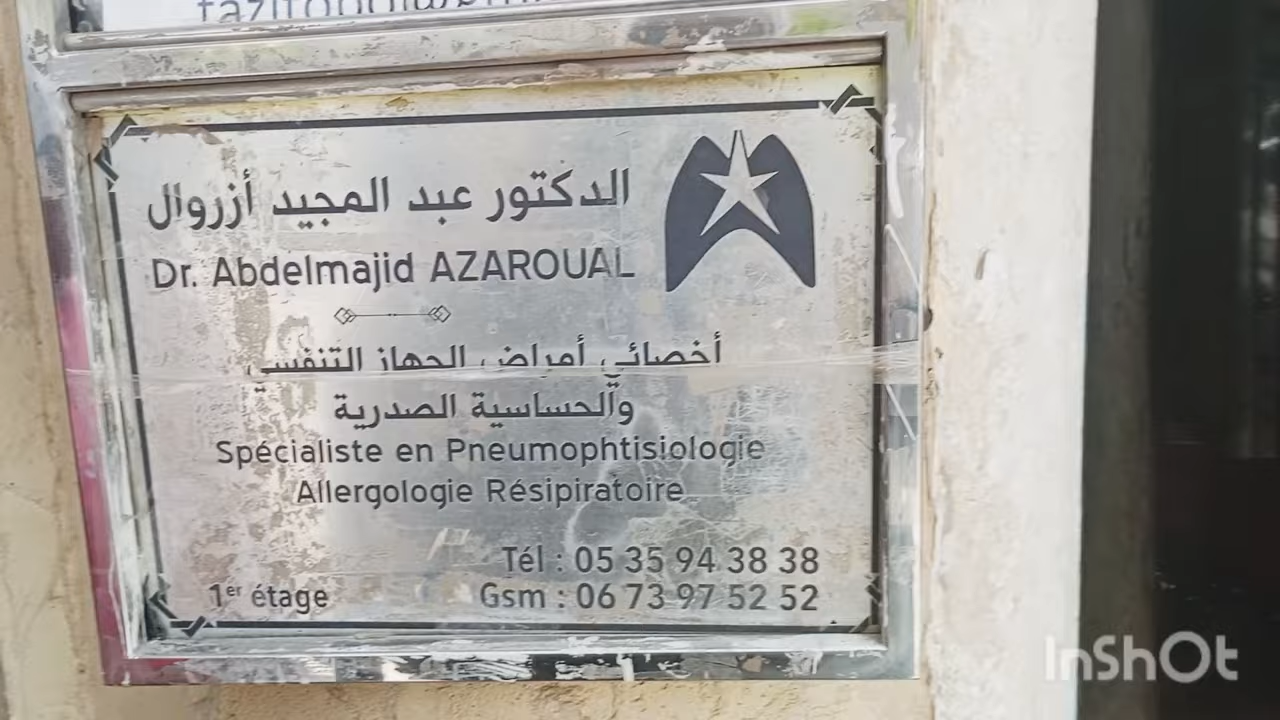 الدكتور عبد المجيد أزروال
Dr. Abdelmajid AZAROUAL
أخصائي أمراض الجهاز التنفسي
والحساسية الصدرية
Spécialiste en Pneumophtisiologie
Allergologie Résipiratoire
Tél : 05 35 94 38 38
1er étage
Gsm : 06 73 97 52 52
InShOt